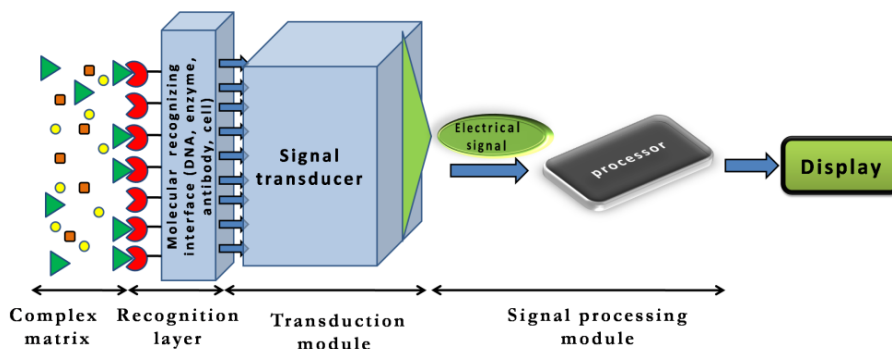 Molecular recognizing
interface (DNA, enzyme,
antibody, cell)
Signal
transducer
Electrical
signal
processor
Display
Complex
matrix
Recognition
layer
Transduction
module
Signal processing
module